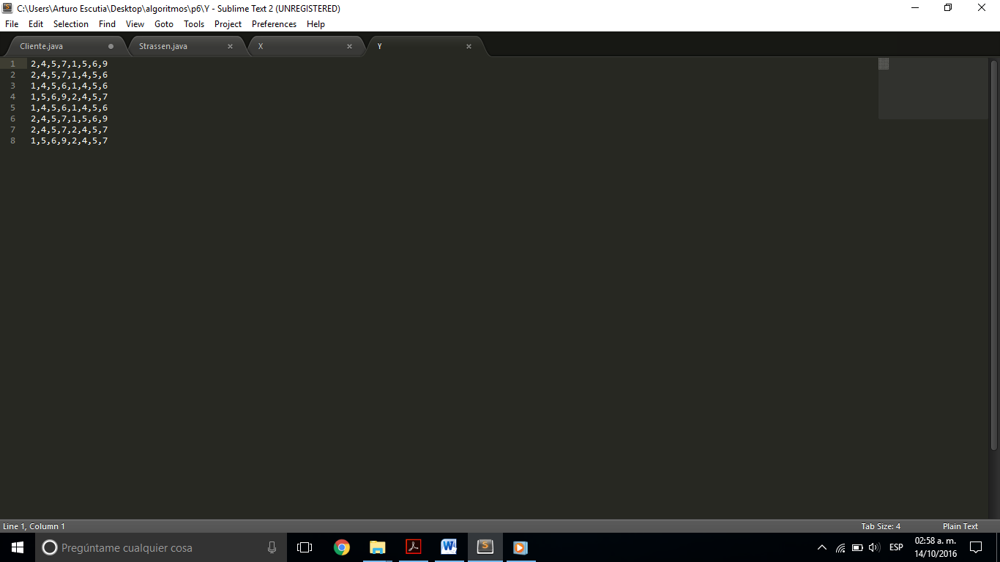 C:\Users\Arturo Escutia\Desktop\algoritmos\p6\Y - Sublime Text 2 (UNREGISTERED)
File Edit Selection Find View Goto Tools Project Preferences Help
Cliente.java Strassen.java X Y
1 2,4,5,7,1,5,6,9
2 2,4,5,7,1,4,5,6
3 1,4,5,6,1,4,5,6
4 1,5,6,9,2,4,5,7
5 1,4,5,6,1,4,5,6
6 2,4,5,7,1,5,6,9
7 2,4,5,7,2,4,5,7
8 1,5,6,9,2,4,5,7
Line 1, Column 1 Tab Size: 4 Plain Text
Pregúntame cualquier cosa ESP 02:58 a. m.
14/10/2016